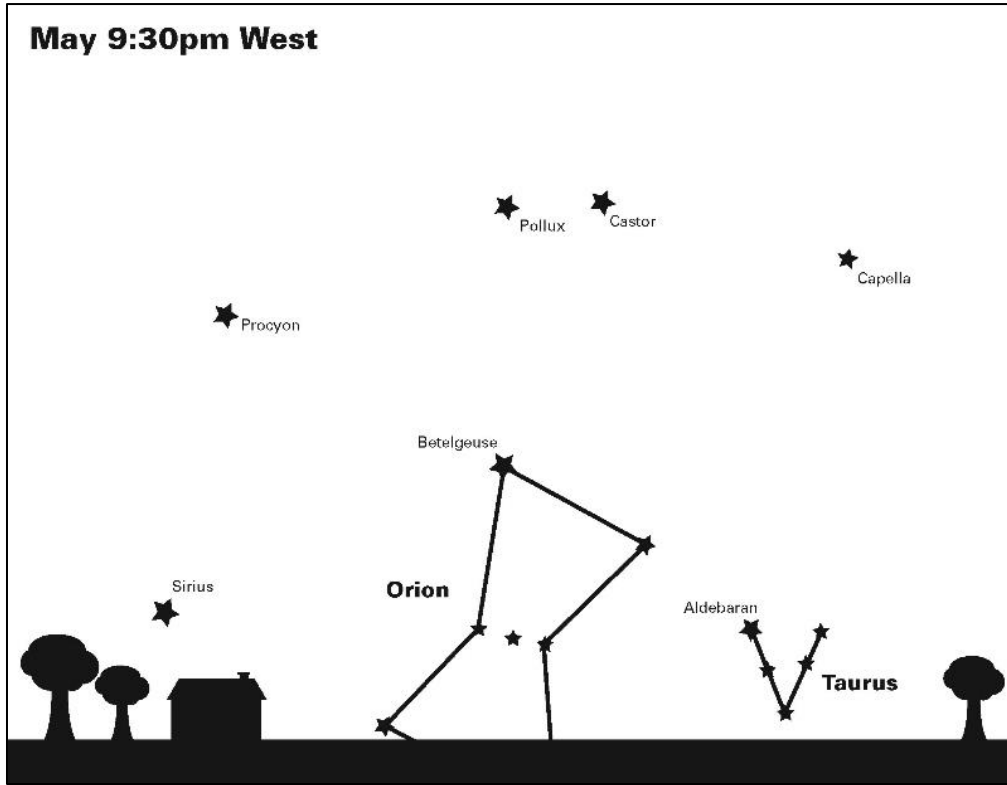 May 9:30pm West
Pollux
Castor
Capella
Procyon
Betelgeuse
Sirius
Orion
Aldebaran
Taurus